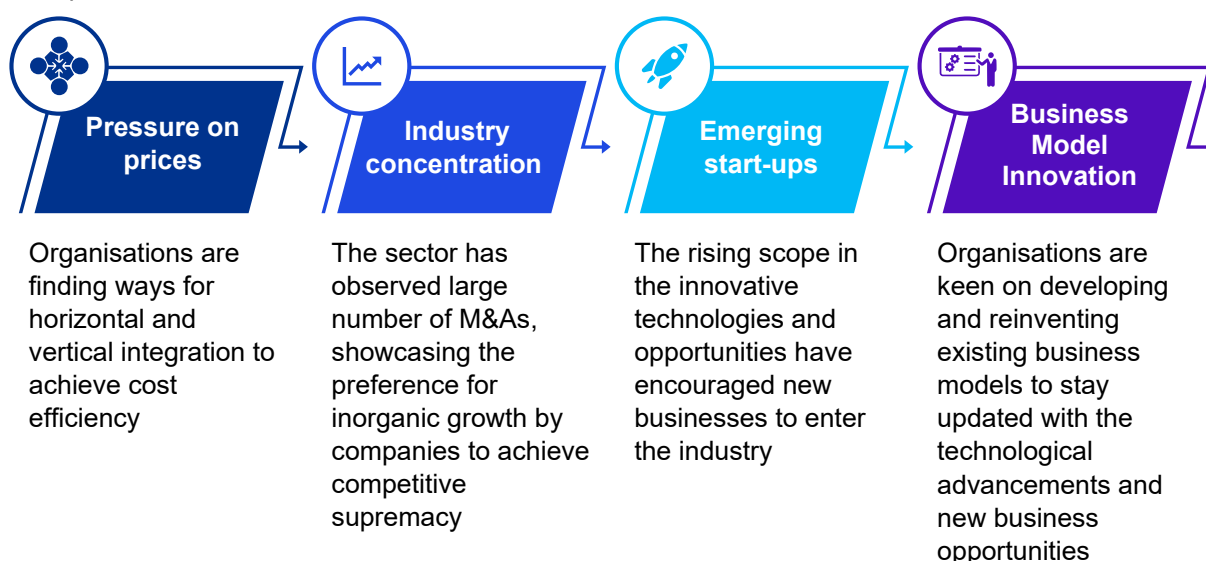 Pressure on
prices
Organisations are
finding ways for
horizontal and
vertical integration to
achieve cost
efficiency
Industry
concentration
The sector has
observed large
number of M&As,
showcasing the
preference for
inorganic growth by
companies to achieve
competitive
supremacy
Emerging
start-ups
The rising scope in
the innovative
technologies and
opportunities have
encouraged new
businesses to enter
the industry
Business
Model
Innovation
Organisations are
keen on developing
and reinventing
existing business
models to stay
updated with the
technological
advancements and
new business
opportunities